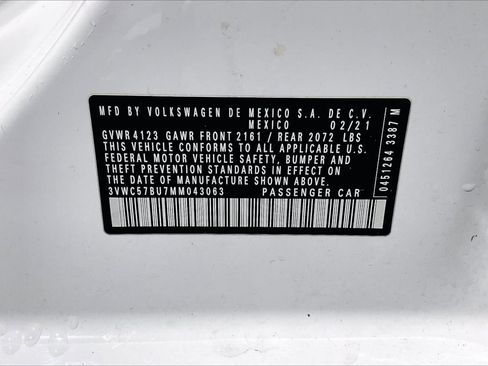 MFD BY VOLKSWAGEN DE MEXICO S.A. DE C.V.
MEXICO 02/21
GVWR 4123 GAWR FRONT 2161 / REAR 2072 LBS
THIS VEHICLE CONFORMS TO ALL APPLICABLE U.S.
FEDERAL MOTOR VEHICLE SAFETY, BUMPER AND
THEFT PREVENTION STANDARDS IN EFFECT ON
THE DATE OF MANUFACTURE SHOWN ABOVE.
3VWC57BU7MM043063 PASSENGER CAR
0451264 3387 M